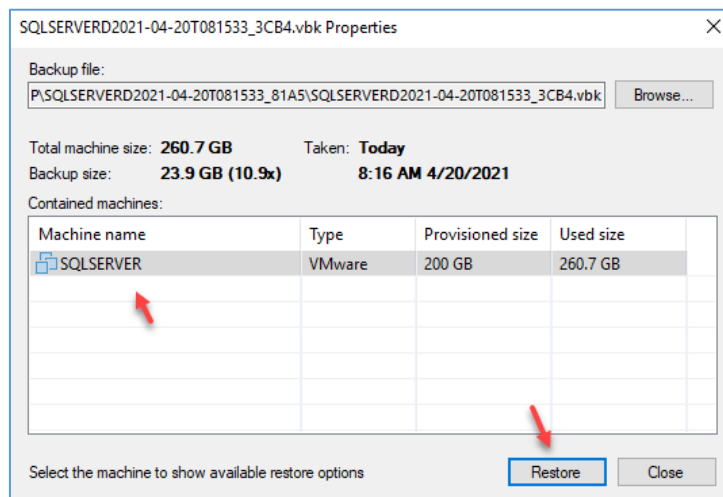 SQLSERVERD2021-04-20T081533_3CB4.vbk Properties
Backup file:
P\SQLSERVERD2021-04-20T081533_81A5\SQLSERVERD2021-04-20T081533_3CB4.vbk Browse...
Total machine size: 260.7 GB Taken: Today
Backup size: 23.9 GB (10.9x) 8:16 AM 4/20/2021
Contained machines:
Machine name Type Provisioned size Used size
SQLSERVER VMware 200 GB 260.7 GB
Select the machine to show available restore options Restore Close